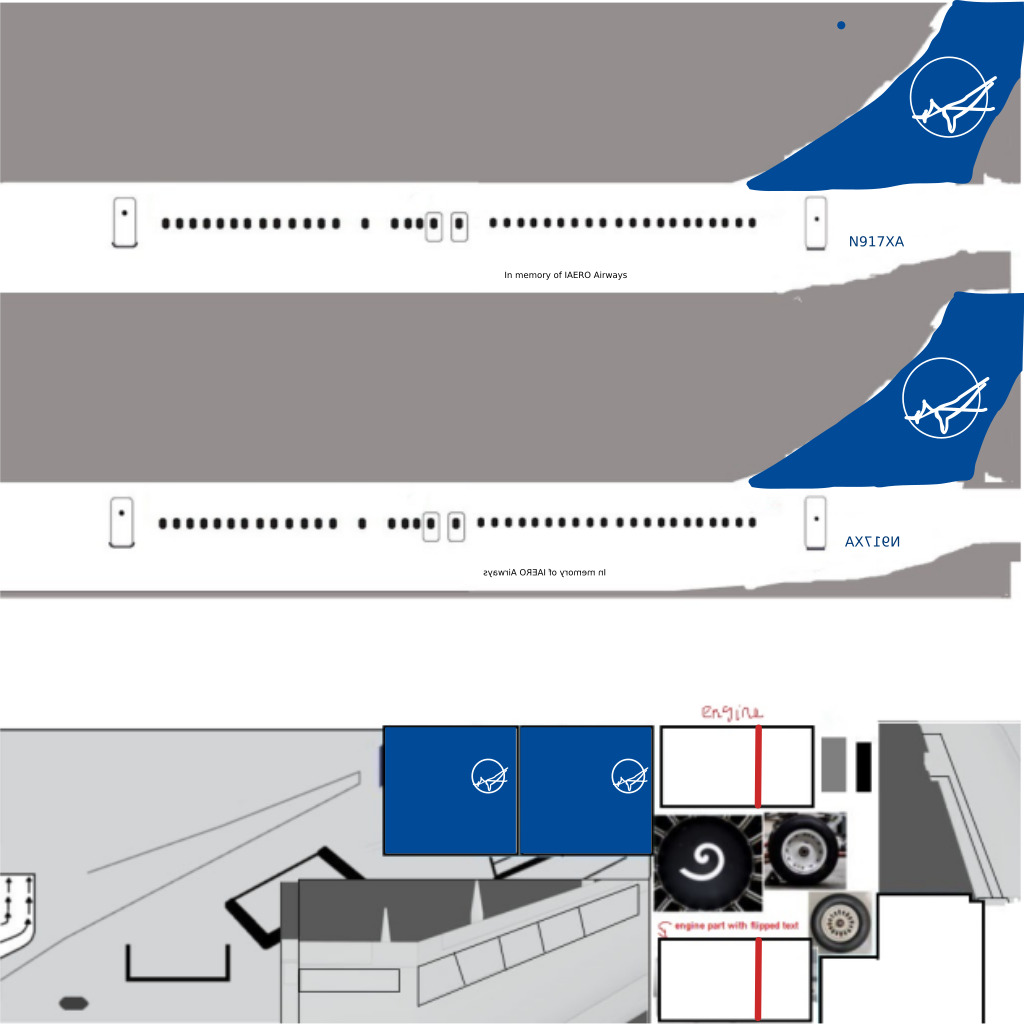 N917XA
In memory of IAERO Airways
N917XA
In memory of IAERO Airways
engine
engine part with flipped text